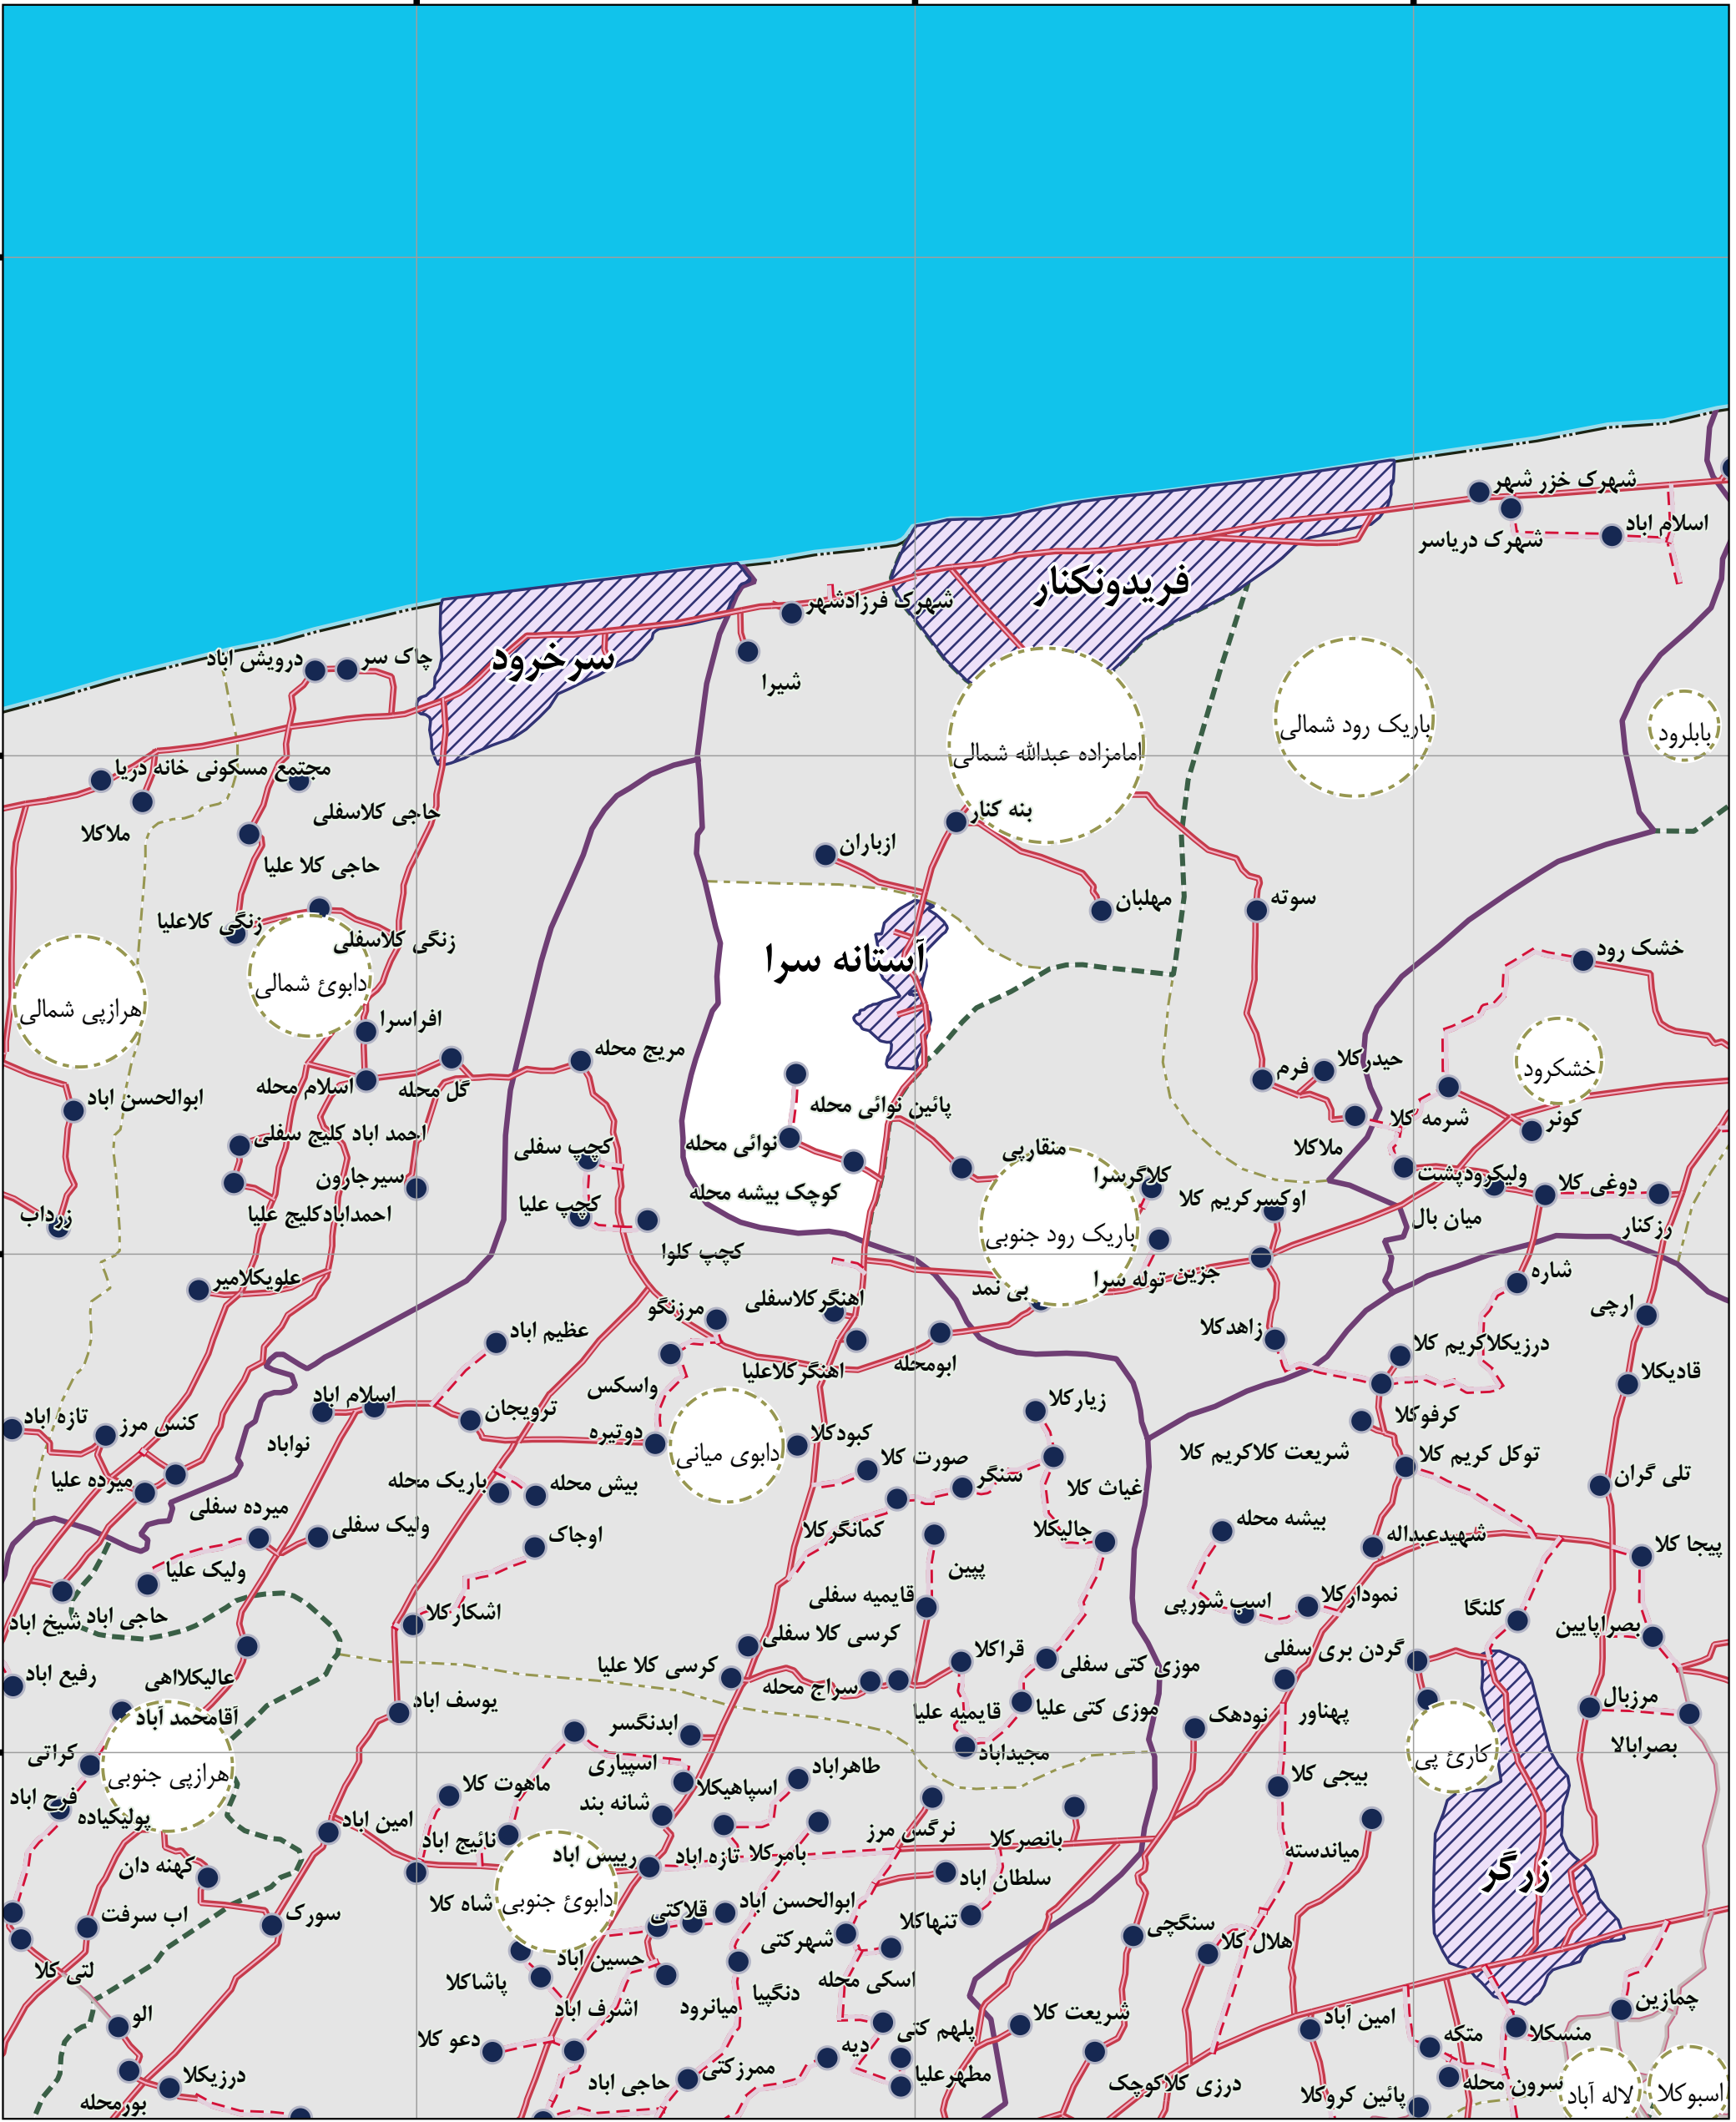 شهرک خزر شهر
اسلام اباد
شهرک دریاسر
فریدونکنار
شهرک فرزادشهر
سرخرود
چاک سر
درویش اباد
شیرا
باریک رود شمالی
بابلرود
امامزاده عبدالله شمالی
مجتمع مسکونی خانه دریا
حاجی کلاسفلی
ملاکلا
بنه کنار
ازباران
حاجی کلا علیا
مهلبان
سوته
زنگی کلاعلیا
زنگی کلاسفلی
خشک رود
آستانه سرا
دابوئ شمالی
هرازپی شمالی
افراسرا
مریج محله
حیدرکلا
فرم
خشکرود
اسلام محله
گل محله
ابوالحسن اباد
پائین نوائی محله
شرمه کلا
کونر
ملاکلا
احمد اباد کلیج سفلی
نوائی محله
منقارپی
کچپ سفلی
سیرجارون
کلاگرسرا
ولیکرودپشت
دوغی کلا
کوچک بیشه محله
اوکسرکریم کلا
کچپ علیا
احمدابادکلیج علیا
زرداب
میان بال
رزکنار
باریک رود جنوبی
کچپ کلوا
علویکلامیر
جزین
توله سرا
بی نمد
شاره
ارچی
اهنگرکلاسفلی
مرزنگو
زاهدکلا
عظیم اباد
درزیکلاکریم کلا
قادیکلا
اهنگرکلاعلیا
ابومحله
واسکس
اسلام اباد
زیارکلا
ترویجان
کرفوکلا
تازه اباد
کنس مرز
نواباد
دوتیره
کبودکلا
دابوی میانی
صورت کلا
شریعت کلاکریم کلا
توکل کریم کلا
سنگر
تلی گران
میرده علیا
باریک محله
بیش محله
غیاث کلا
میرده سفلی
ولیک سفلی
اوجاک
کمانگرکلا
جالیکلا
بیشه محله
شهیدعبداله
پیجا کلا
ولیک علیا
پپین
قایمیه سفلی
اسب شورپی
نمودارکلا
کلنگا
حاجی اباد
شیخ اباد
اشکارکلا
کرسی کلا سفلی
بصراپایین
قراکلا
گردن بری سفلی
کرسی کلا علیا
موزی کتی سفلی
رفیع اباد
عالیکلااهی
سراج محله
یوسف اباد
قایمیه علیا
موزی کتی علیا
پهناور
مرزبال
آقامحمد آباد
ابدنگسر
نودهک
بصرابالا
کراتی
مجیداباد
کارئ پی
هرازپی جنوبی
اسپیاری
طاهراباد
بیجی کلا
ماهوت کلا
اسپاهیکلا
فرح اباد
پولیکیاده
شانه بند
امین اباد
نائیج اباد
نرگس مرز
بانصرکلا
میاندسته
زرگر
کهنه دان
رییس اباد
تازه اباد
بامرکلا
سلطان اباد
شاه کلا
دابوئ جنوبی
ابوالحسن اباد
قلاکتی
تنهاکلا
اب سرفت
سورک
شهرکتی
سنگچی
هلال کلا
حسین اباد
لتی کلا
پاشاکلا
اسکی محله
دنگپیا
میانرود
اشرف اباد
چمازین
الو
شریعت کلا
امین آباد
متکه
منسکلا
دعو کلا
پلهم کتی
دیه
درزیکلا
ممرزکتی
حاجی اباد
مطهرعلیا
درزی کلاکوچک
سرون محله
پائین کروکلا
لاله آباد
اسبوکلا
بورمحله